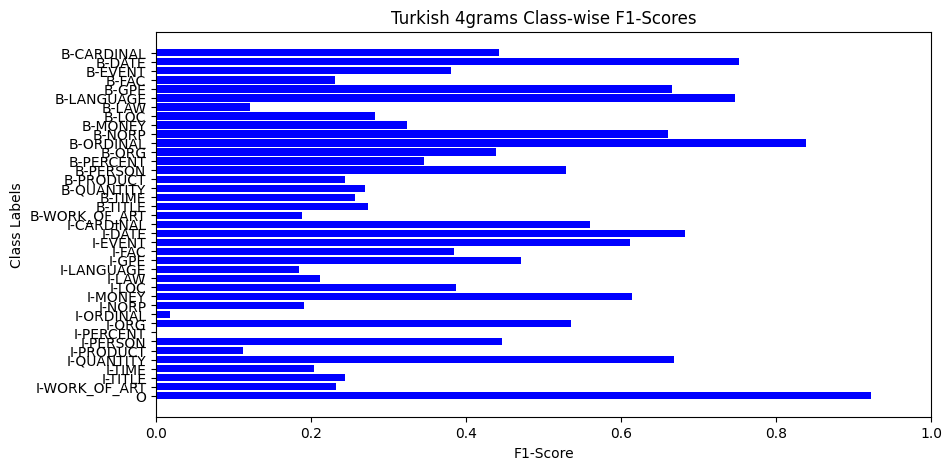 Turkish 4grams Class-wise F1-Scores
B-CARDINAL
B-DATE
B-EVENT
B-FAC
B-GPE
B-LANGUAGE
B-LAW
B-LOC
B-MONEY
B-NORP
B-ORDINAL
B-ORG
B-PERCENT
B-PERSON
B-PRODUCT
B-QUANTITY
B-TIME
B-TITLE
B-WORK_OF_ART
I-CARDINAL
I-DATE
I-EVENT
I-FAC
I-GPE
I-LANGUAGE
I-LAW
I-LOC
I-MONEY
I-NORP
I-ORDINAL
I-ORG
I-PERCENT
I-PERSON
I-PRODUCT
I-QUANTITY
I-TIME
I-TITLE
I-WORK_OF_ART
O
Class Labels
0.0 0.2 0.4 0.6 0.8 1.0
F1-Score